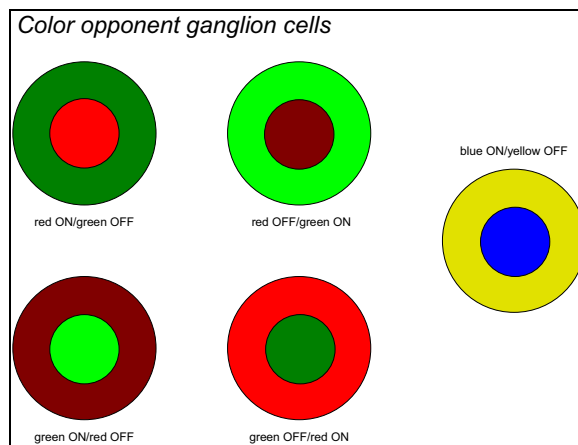 Color opponent ganglion cells
red ON/green OFF
red OFF/green ON
blue ON/yellow OFF
green ON/red OFF
green OFF/red ON